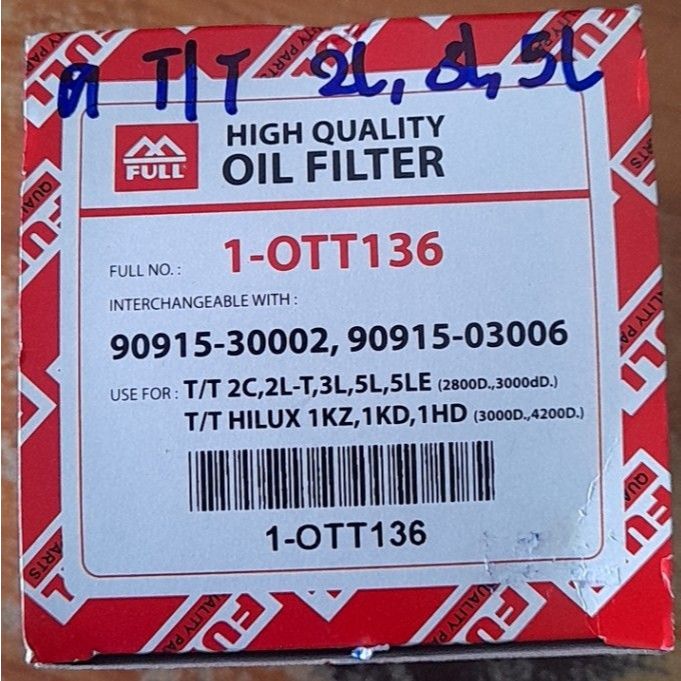 ฅ T/T 2L, 3L, 5L
FULL
HIGH QUALITY
OIL FILTER
FULL NO. : 1-OTT136
INTERCHANGEABLE WITH :
90915-30002, 90915-03006
USE FOR : T/T 2C,2L-T,3L,5L,5LE (2800D.,3000dD.)
T/T HILUX 1KZ,1KD,1HD (3000D.,4200D.)
1-OTT136